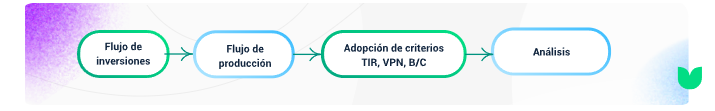 Flujo de
inversiones
Flujo de
producción
Adopción de criterios
TIR, VPN, B/C
Análisis